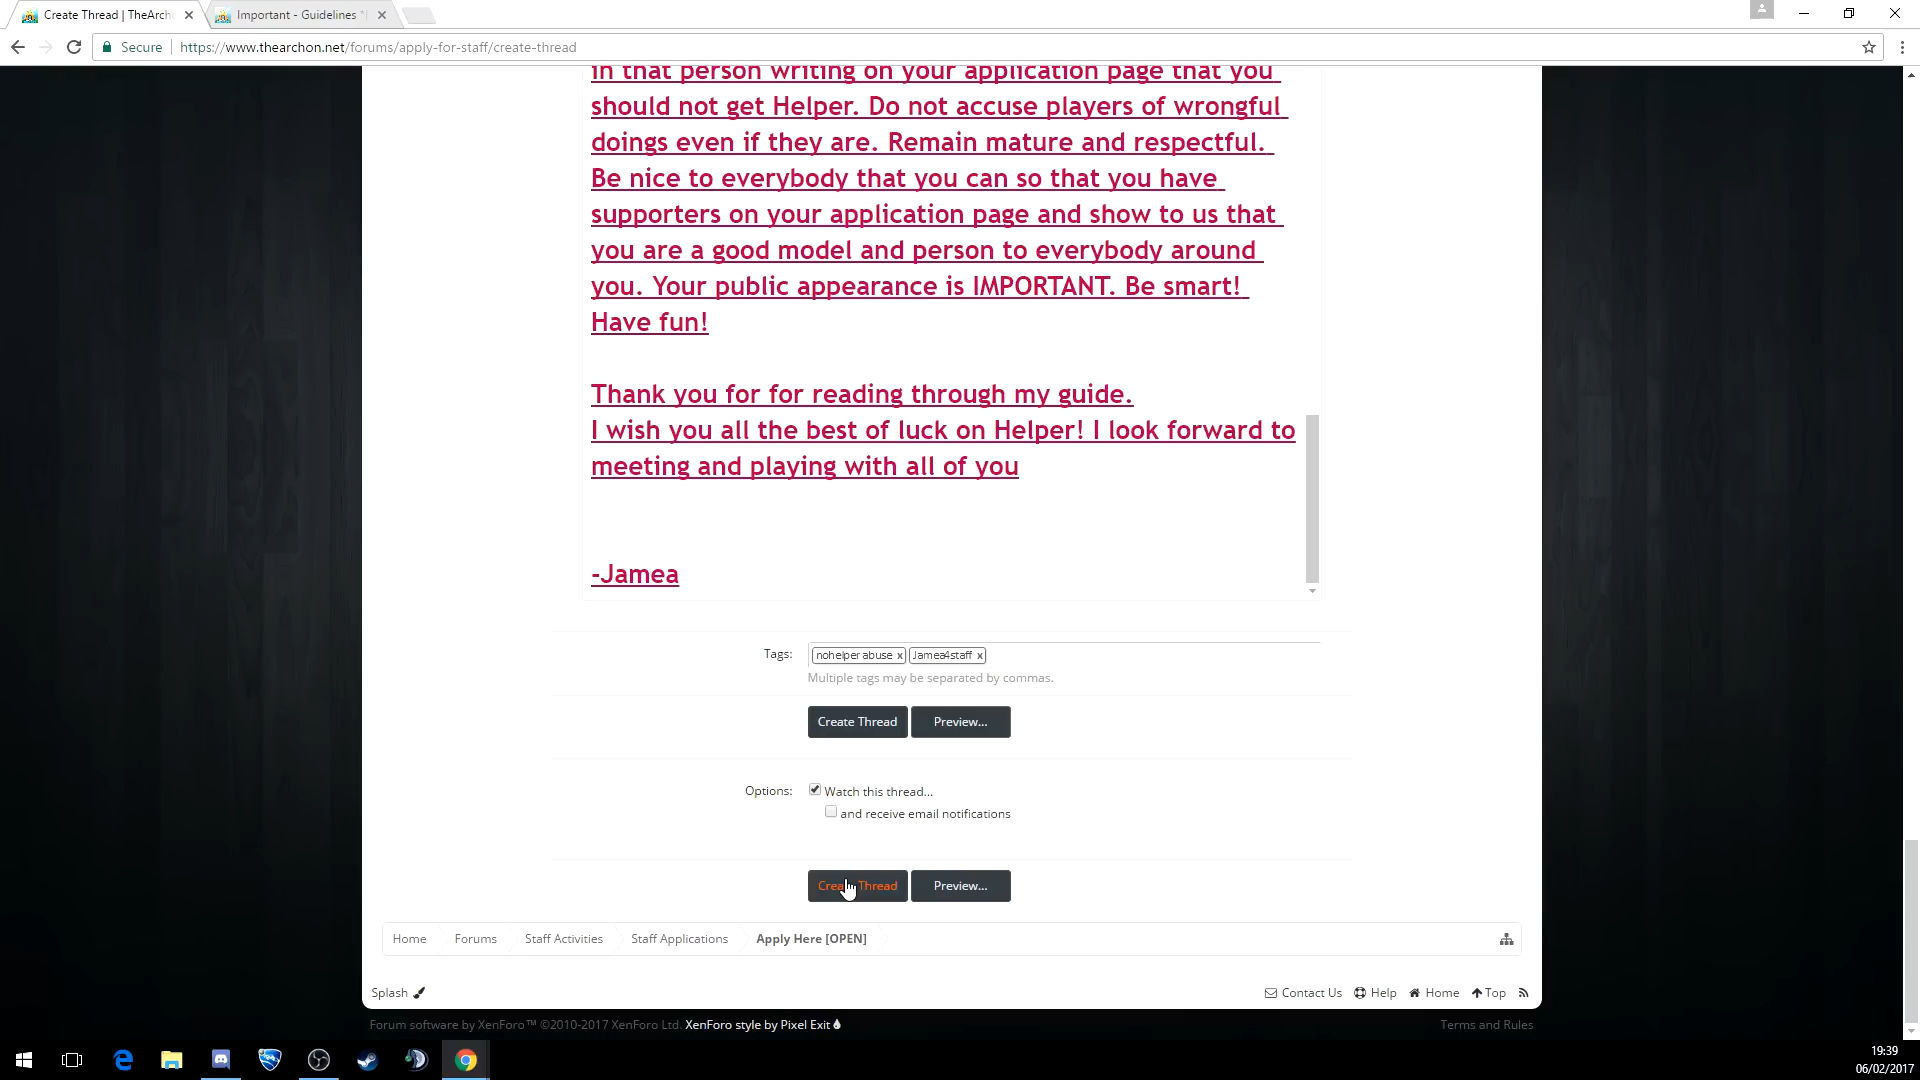 Create Thread | TheArch
Important - Guidelines *|
Secure
https://www.thearchon.net/forums/apply-for-staff/create-thread
in that person writing on your application page that you
should not get Helper. Do not accuse players of wrongful
doings even if they are. Remain mature and respectful.
Be nice to everybody that you can so that you have
supporters on your application page and show to us that
you are a good model and person to everybody around
you. Your public appearance is IMPORTANT. Be smart!
Have fun!
Thank you for for reading through my guide.
I wish you all the best of luck on Helper! I look forward to
meeting and playing with all of you
-Jamea
Tags: nohelper abuse x Jamea4staff x
Multiple tags may be separated by commas.
Create Thread Preview...
Options: Watch this thread...
and receive email notifications
Create Thread Preview...
Home Forums Staff Activities Staff Applications Apply Here [OPEN]
Splash Contact Us Help Home Top
Forum software by XenForo™ ©2010-2017 XenForo Ltd. XenForo style by Pixel Exit Terms and Rules
19:39
06/02/2017